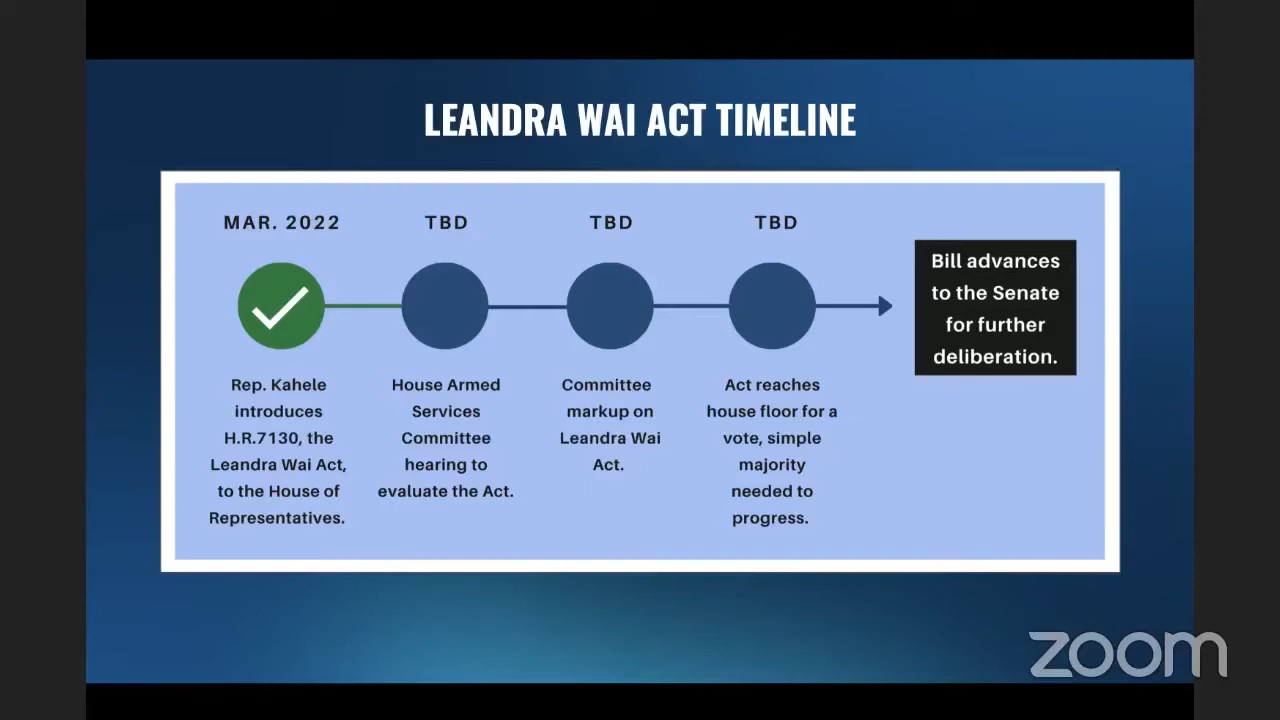 LEANDRA WAI ACT TIMELINE
MAR. 2022
Rep. Kahele
introduces
H.R.7130, the
Leandra Wai Act,
to the House of
Representatives.
TBD
House Armed
Services
Committee
hearing to
evaluate the Act.
TBD
Committee
markup on
Leandra Wai
Act.
TBD
Act reaches
house floor for a
vote, simple
majority
needed to
progress.
Bill advances
to the Senate
for further
deliberation.
zoom